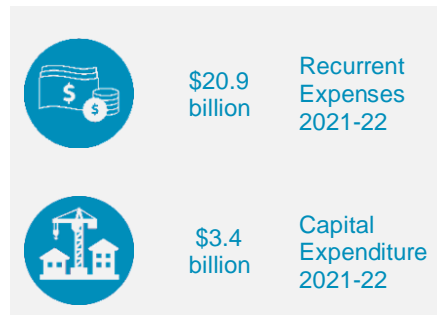 $
$
$20.9
billion
Recurrent
Expenses
2021-22
$3.4
billion
Capital
Expenditure
2021-22